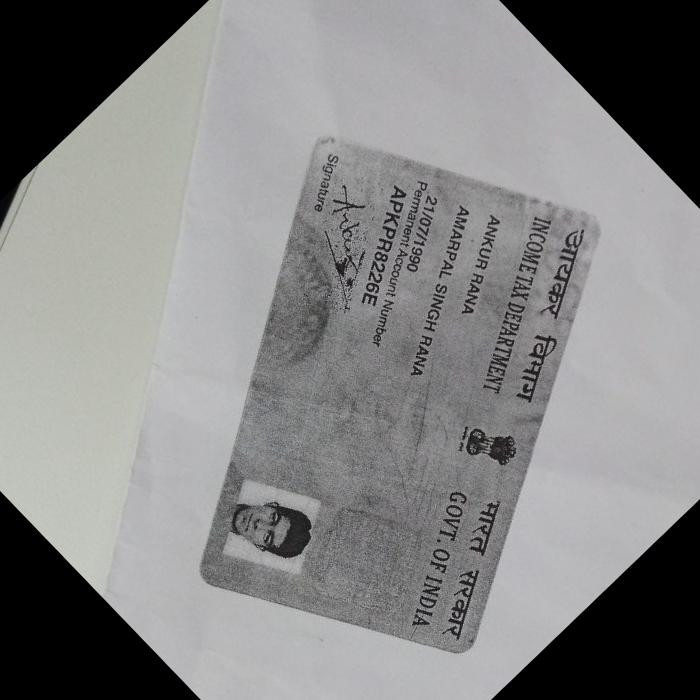 आयकर विभाग
INCOME TAX DEPARTMENT
भारत सरकार
GOVT. OF INDIA
ANKUR RANA
AMARPAL SINGH RANA
21/07/1990
Permanent Account Number
APKPR8226E
Ankur
Signature